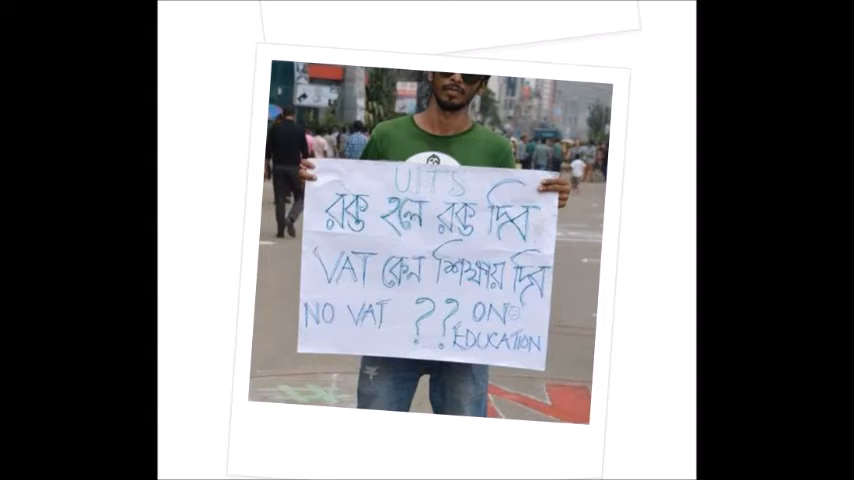 UITS
রক্ত হলে রক্ত দিব
VAT কেন শিক্ষায় দিব
NO VAT ?? ON
EDUCATION